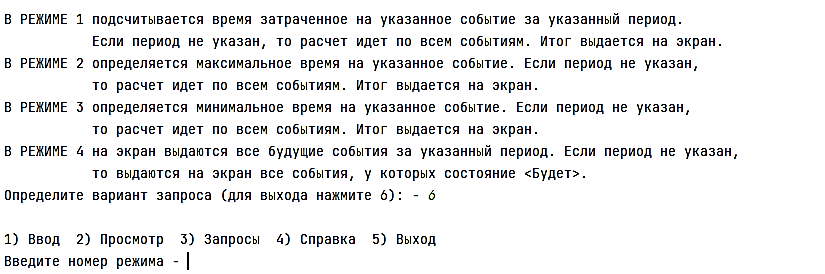 В РЕЖИМЕ 1 подсчитывается время затраченное на указанное событие за указанный период.
Если период не указан, то расчет идет по всем событиям. Итог выдается на экран.
В РЕЖИМЕ 2 определяется максимальное время на указанное событие. Если период не указан,
то расчет идет по всем событиям. Итог выдается на экран.
В РЕЖИМЕ 3 определяется минимальное время на указанное событие. Если период не указан,
то расчет идет по всем событиям. Итог выдается на экран.
В РЕЖИМЕ 4 на экран выдаются все будущие события за указанный период. Если период не указан,
то выдаются на экран все события, у которых состояние <Будет>.
Определите вариант запроса (для выхода нажмите 6): - 6
1) Ввод  2) Просмотр  3) Запросы  4) Справка  5) Выход
Введите номер режима -